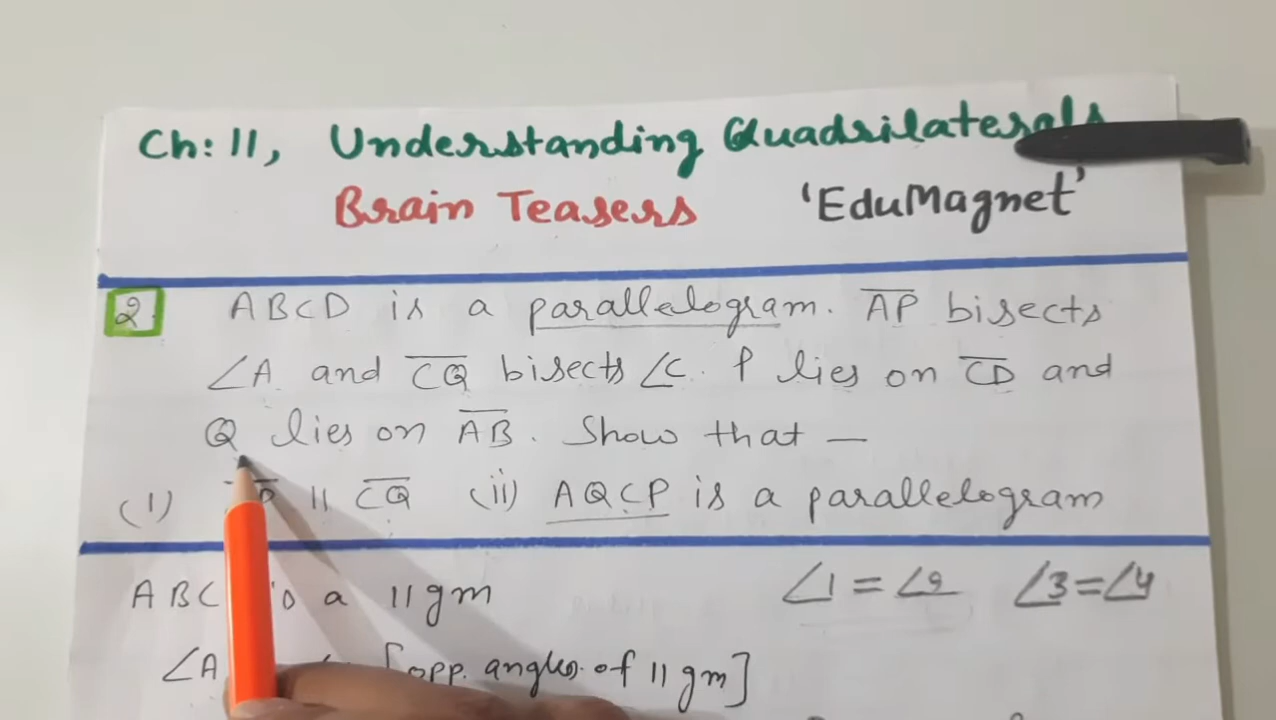 Ch: 11, Understanding Quadrilaterals
Brain Teasers 'EduMagnet'
2. ABCD is a parallelogram. AP bisects
∠A and CQ bisects ∠C. P lies on CD and
Q lies on AB. Show that —
(i) || CQ (ii) AQCP is a parallelogram
ABC a ||gm ∠1 = ∠2 ∠3 = ∠4
∠A [opp. angles of ||gm]